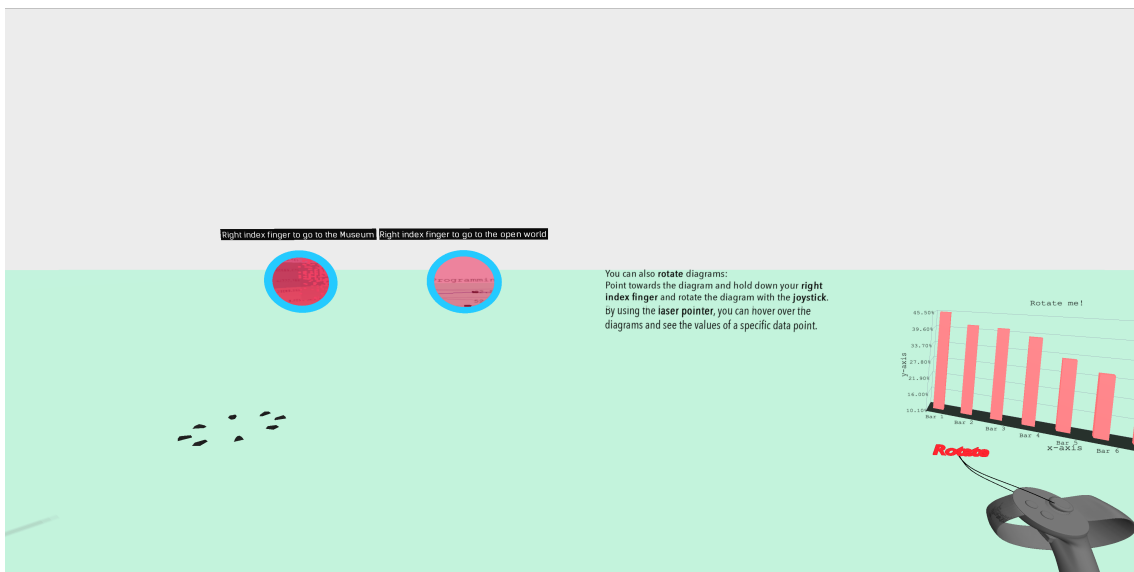 Right index finger to go to the Museum
Right index finger to go to the open world
Programmin
You can also rotate diagrams:
Point towards the diagram and hold down your right
index finger and rotate the diagram with the joystick.
By using the laser pointer, you can hover over the
diagrams and see the values of a specific data point.
Rotate me!
45.50%
39.60%
33.70%
27.80%
21.90%
16.00%
10.10%
y-axis
Bar 1
Bar 2
Bar 3
Bar 4
Bar 5
Bar 6
x-axis
Rotate